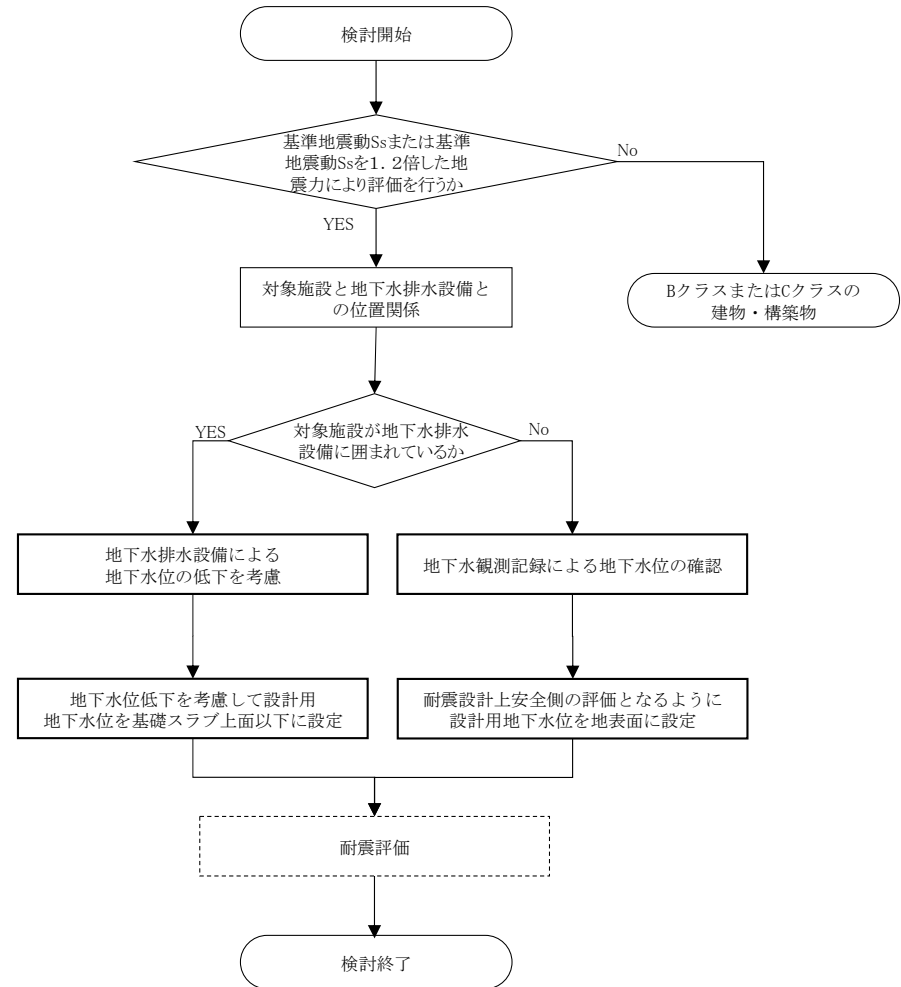 検討開始
基準地震動Ssまたは基準
地震動Ssを1．2倍した地
震力により評価を行うか
No
YES
対象施設と地下水排水設備と
の位置関係
BクラスまたはCクラスの
建物・構築物
対象施設が地下水排水
設備に囲まれているか
YES
No
地下水排水設備による
地下水位の低下を考慮
地下水観測記録による地下水位の確認
地下水位低下を考慮して設計用
地下水位を基礎スラブ上面以下に設定
耐震設計上安全側の評価となるように
設計用地下水位を地表面に設定
耐震評価
検討終了